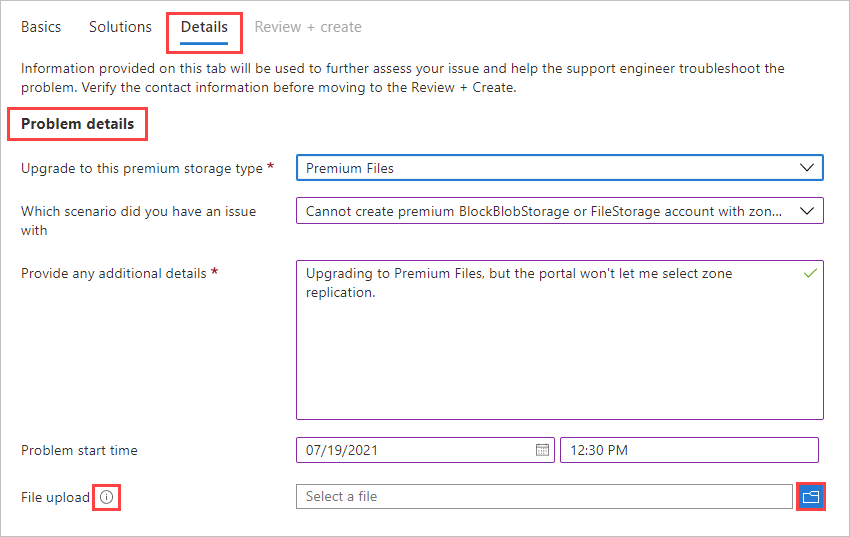 Basics Solutions Details Review + create
Information provided on this tab will be used to further assess your issue and help the support engineer troubleshoot the
problem. Verify the contact information before moving to the Review + Create.
Problem details
Upgrade to this premium storage type * Premium Files
Which scenario did you have an issue
with
Cannot create premium BlockBlobStorage or FileStorage account with zon...
Provide any additional details *
Upgrading to Premium Files, but the portal won't let me select zone
replication.
Problem start time 07/19/2021 12:30 PM
File upload Select a file